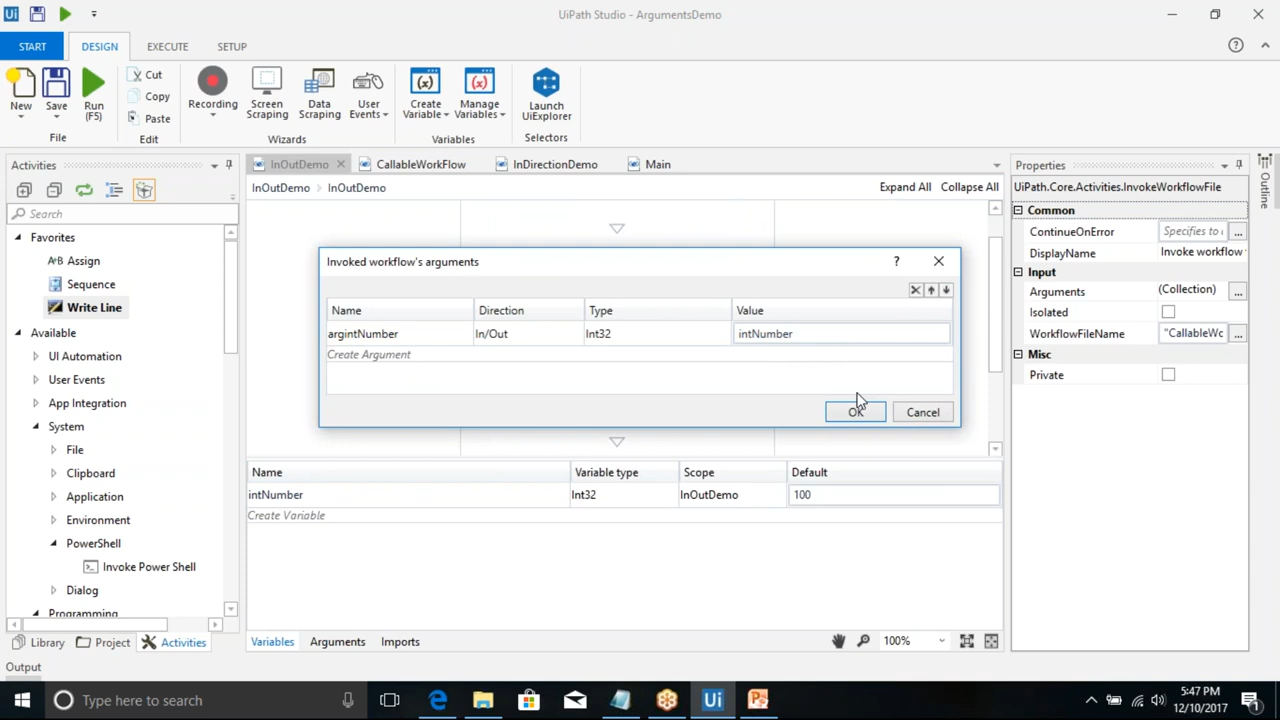 Ui
UiPath Studio - ArgumentsDemo
START
DESIGN
EXECUTE
SETUP
New
Save
Run
(F5)
Cut
Copy
Paste
Recording
Screen
Scraping
Data
Scraping
User
Events
Create
Variable
Manage
Variables
Launch
UiExplorer
File
Edit
Wizards
Variables
Selectors
Activities
Search
Favorites
Assign
Sequence
Write Line
Available
UI Automation
User Events
App Integration
System
File
Clipboard
Application
Environment
PowerShell
Invoke Power Shell
Dialog
Programming
Library
Project
Activities
Output
InOutDemo
CallableWorkFlow
InDirectionDemo
Main
InOutDemo > InOutDemo
Expand All
Collapse All
Invoked workflow's arguments
Name Direction Type Value
argintNumber In/Out Int32 intNumber
Create Argument
OK
Cancel
Name Variable type Scope Default
intNumber Int32 InOutDemo 100
Create Variable
Variables
Arguments
Imports
100%
Properties
UiPath.Core.Activities.InvokeWorkflowFile
Common
ContinueOnError Specifies to
DisplayName Invoke workflow
Input
Arguments (Collection)
Isolated
WorkflowFileName "CallableWc
Misc
Private
Outline
Type here to search
Ui
5:47 PM
12/10/2017
1